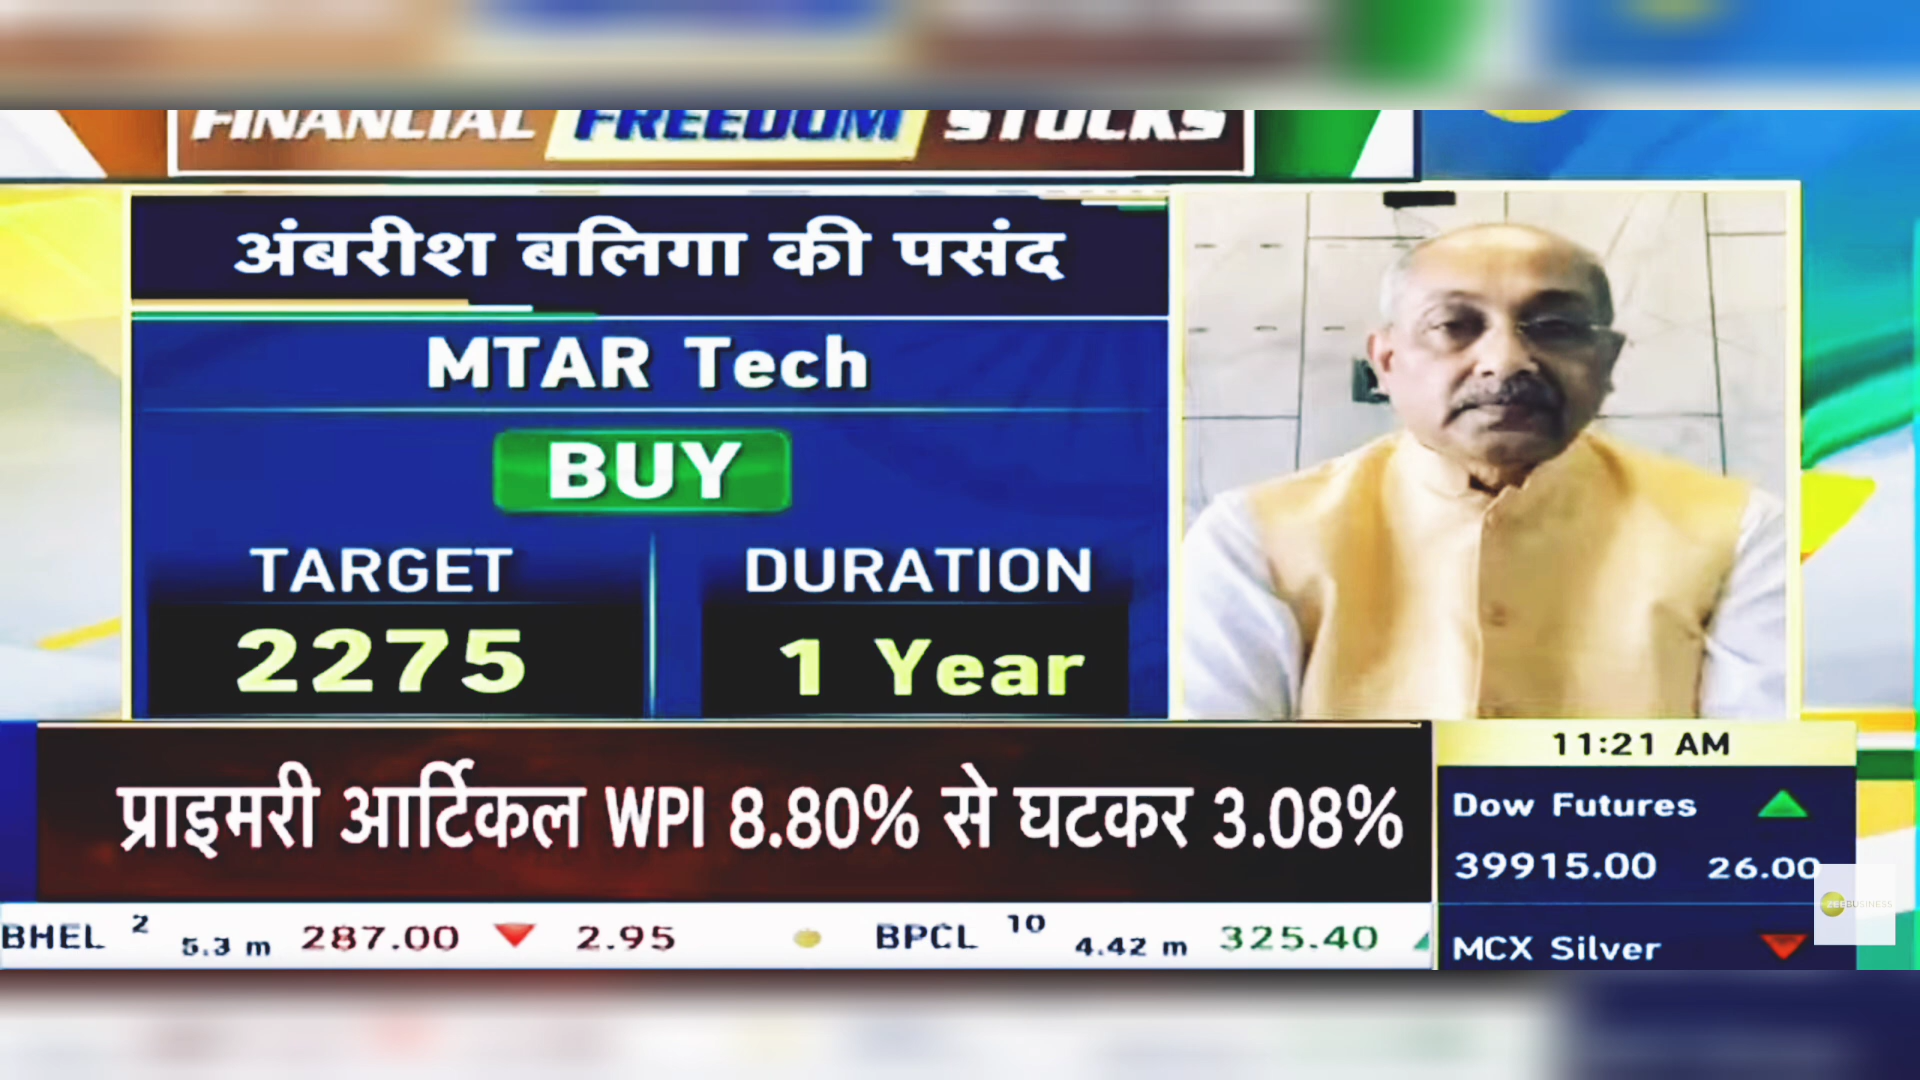 FINANCIAL FREEDOM STOCKS
अंबरीश बलिगा की पसंद
MTAR Tech
BUY
TARGET
2275
DURATION
1 Year
प्राइमरी आर्टिकल WPI 8.80% से घटकर 3.08%
11:21 AM
Dow Futures
39915.00 26.00
MCX Silver
ZEEBUSINESS
BHEL 2 5.3 m 287.00 2.95 BPCL 10 4.42 m 325.40